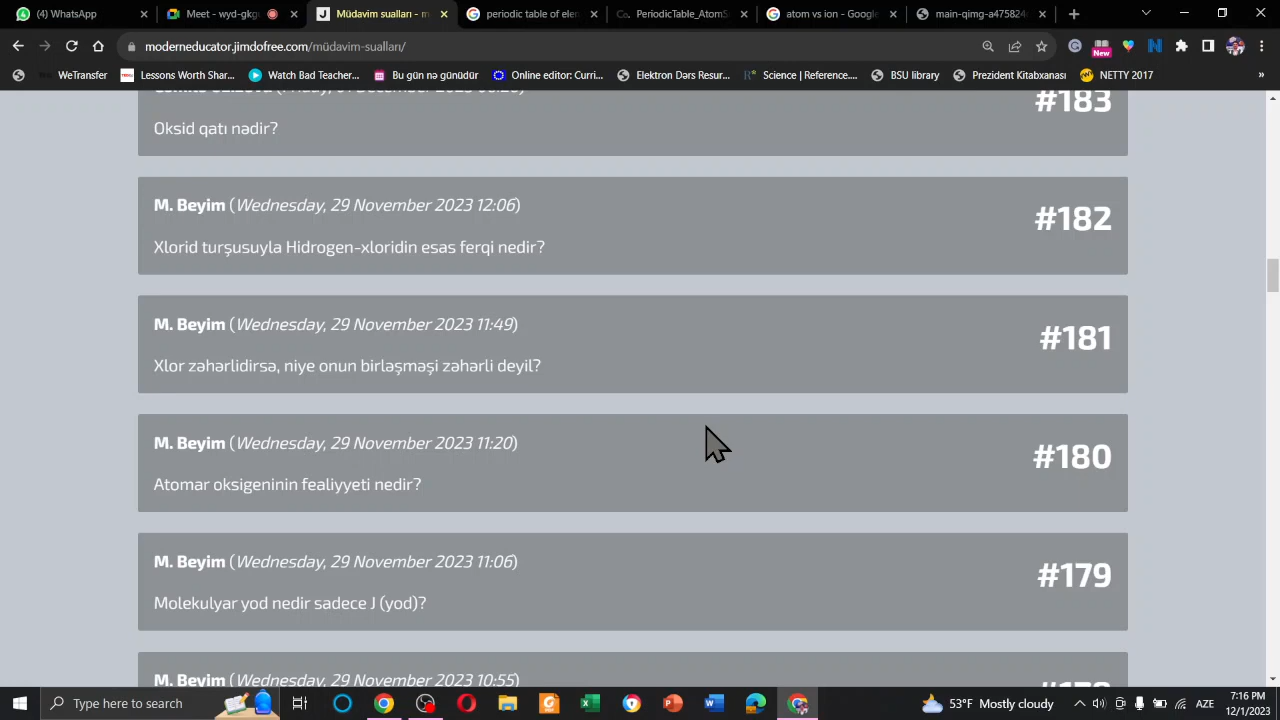 WhatsApp
Meet - wyd-gkg
Müdavim sualları - m
periodic table of ele
PeriodicTable_AtomS
atom vs ion - Google
main-qimg-a475824
moderneducator.jimdofree.com/müdavim-sualları/
New
WeTransfer
Lessons Worth Shar...
Watch Bad Teacher...
Bu gün nə günüdür
Online editor: Curri...
Elektron Dərs Resur...
Science | Reference...
BSU library
Prezident Kitabxanası
NETTY 2017
»
#183
Oksid qatı nədir?
M. Beyim (Wednesday, 29 November 2023 12:06)
#182
Xlorid turşusuyla Hidrogen-xloridin esas ferqi nedir?
M. Beyim (Wednesday, 29 November 2023 11:49)
#181
Xlor zəhərlidirsə, niye onun birləşməşi zəhərli deyil?
M. Beyim (Wednesday, 29 November 2023 11:20)
#180
Atomar oksigeninin fealiyyeti nedir?
M. Beyim (Wednesday, 29 November 2023 11:06)
#179
Molekulyar yod nedir sadece J (yod)?
M. Beyim (Wednesday, 29 November 2023 10:55)
Type here to search
53°F Mostly cloudy
AZE
7:16 PM
12/1/2023